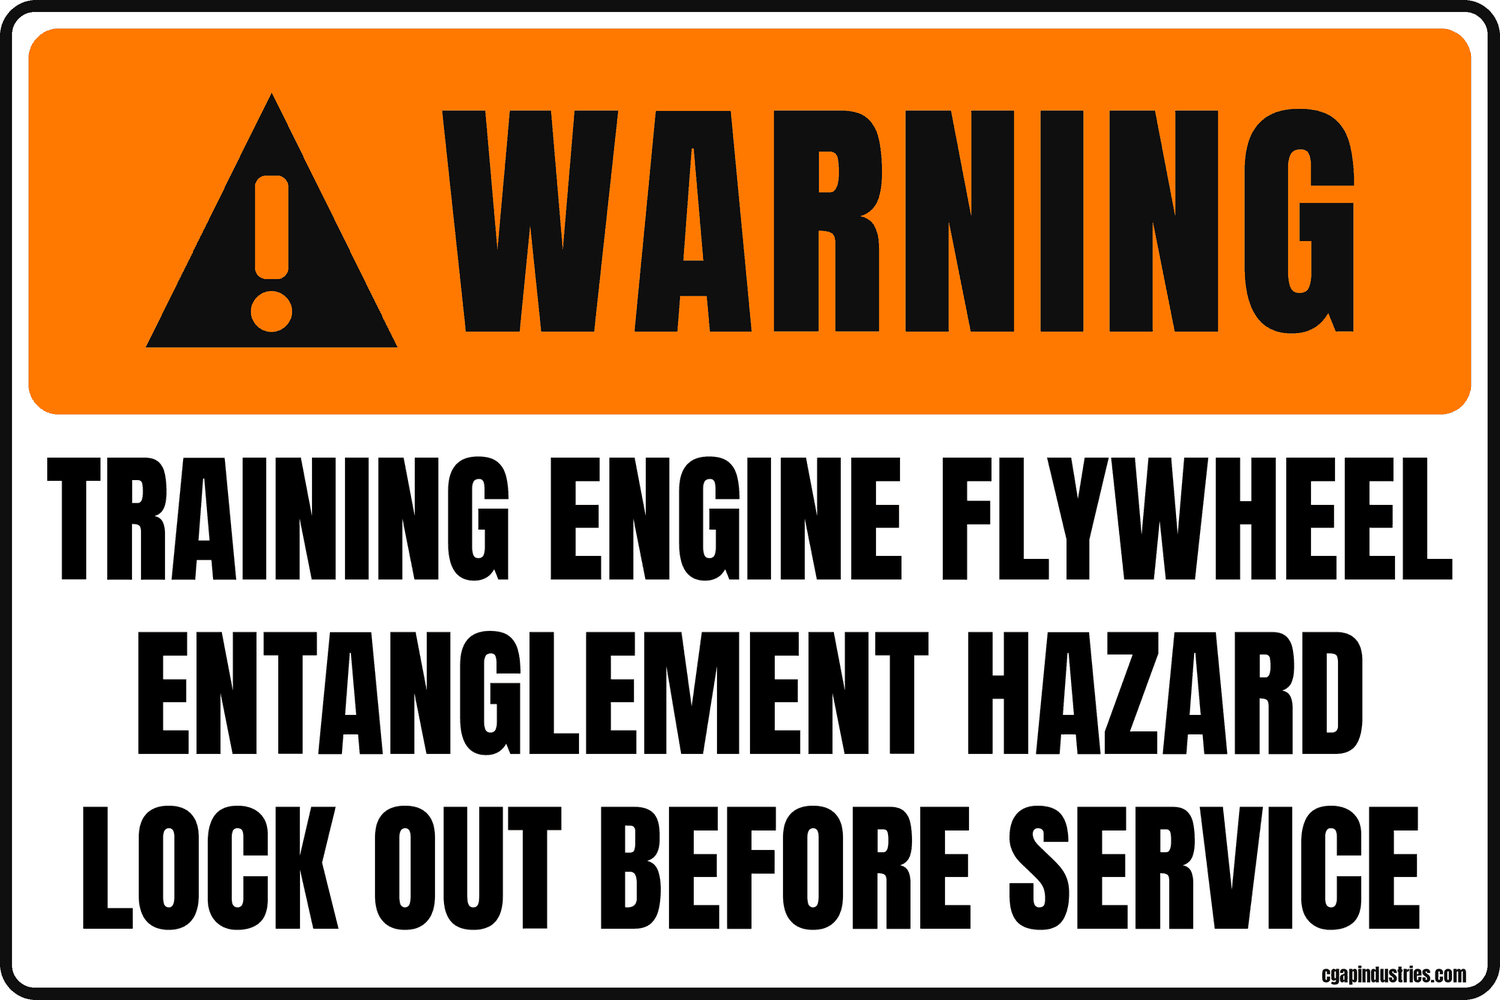 WARNING
TRAINING ENGINE FLYWHEEL
ENTANGLEMENT HAZARD
LOCK OUT BEFORE SERVICE
cgapindustries.com